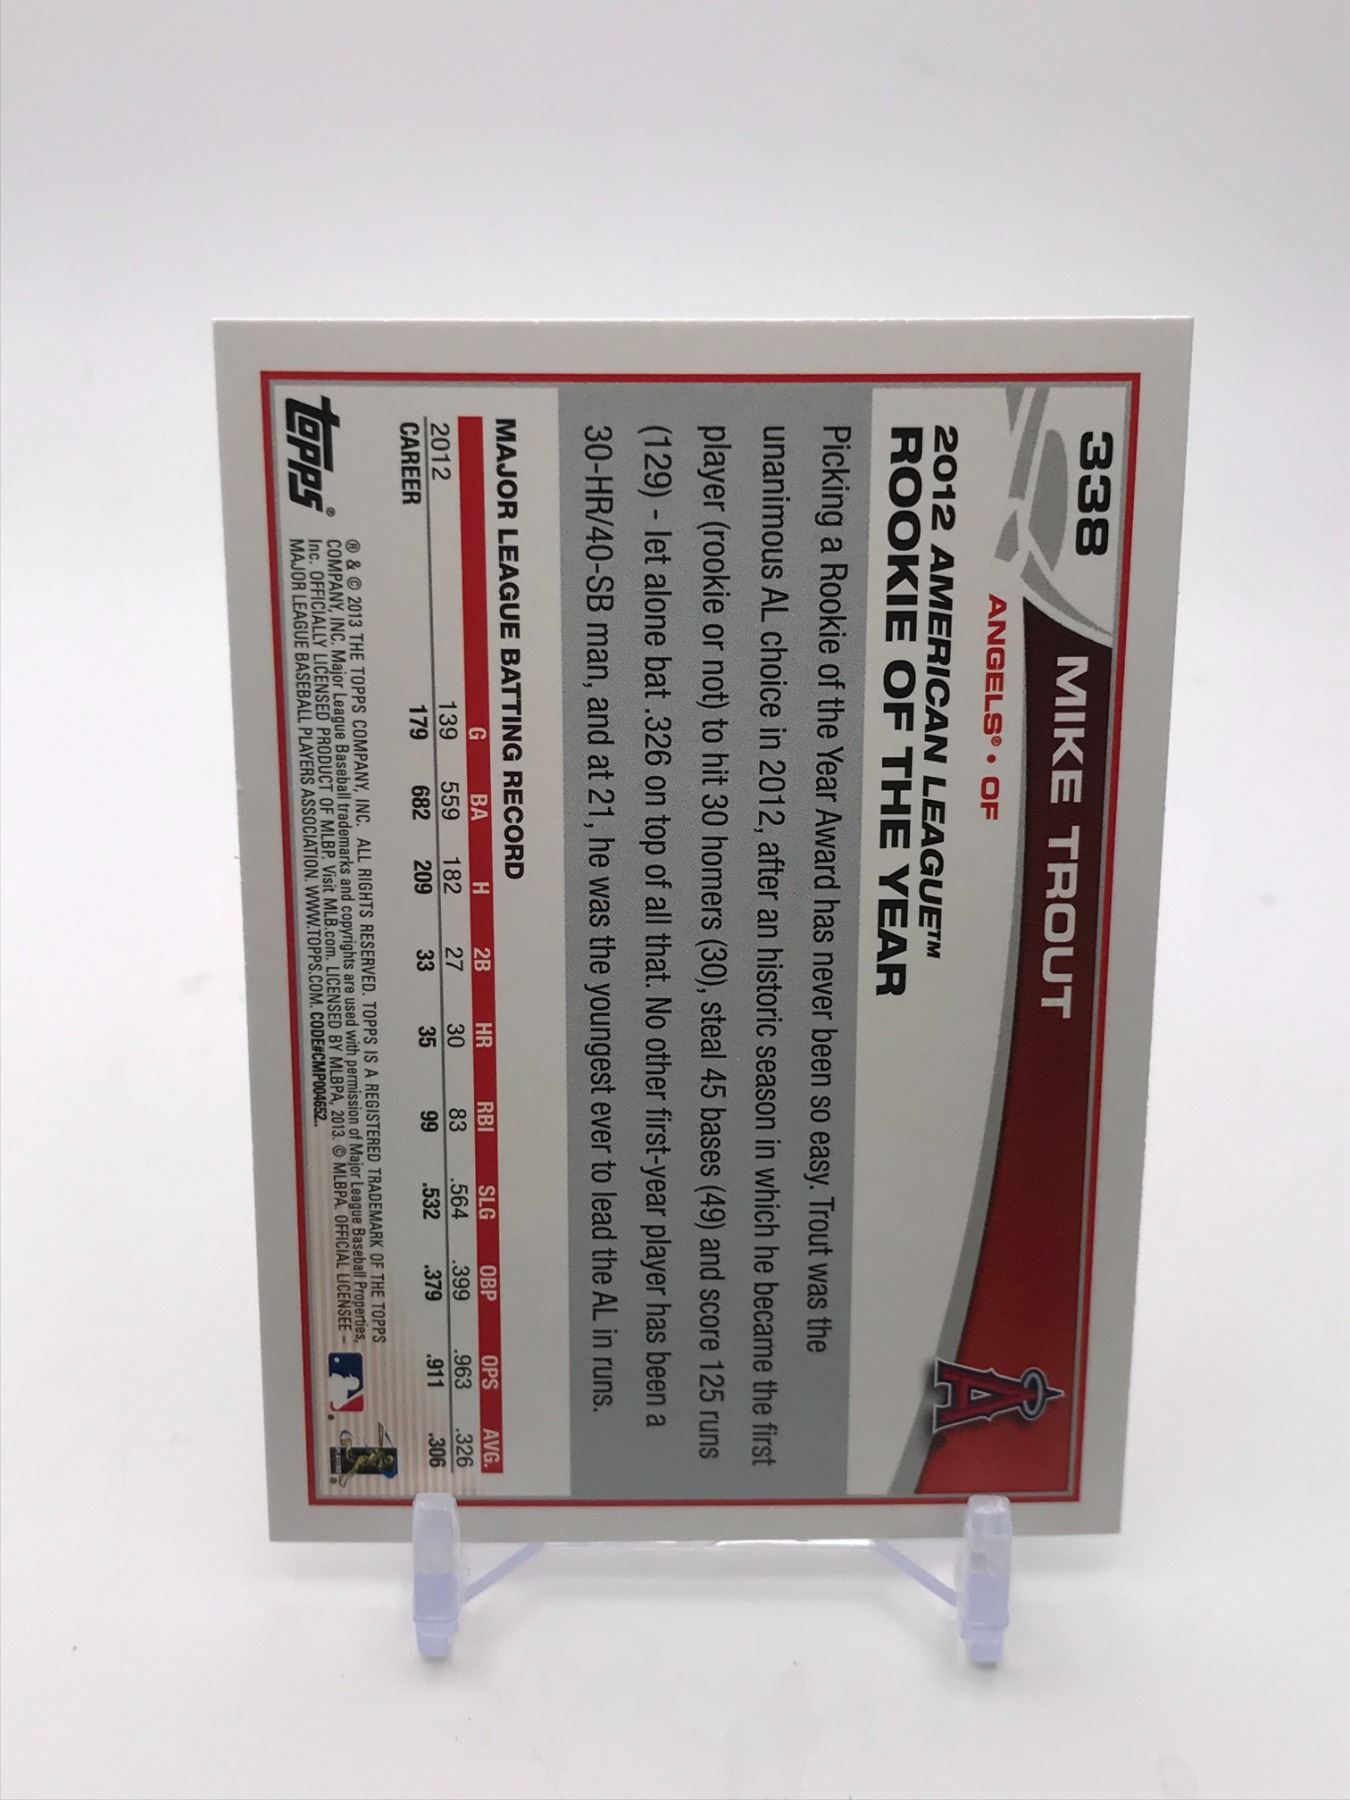 338
MIKE TROUT
ANGELS® • OF
A®
2012 AMERICAN LEAGUE™
ROOKIE OF THE YEAR
Picking a Rookie of the Year Award has never been so easy. Trout was the
unanimous AL choice in 2012, after an historic season in which he became the first
player (rookie or not) to hit 30 homers (30), steal 45 bases (49) and score 125 runs
(129) - let alone bat .326 on top of all that. No other first-year player has been a
30-HR/40-SB man, and at 21, he was the youngest ever to lead the AL in runs.
MAJOR LEAGUE BATTING RECORD
G BA H 2B HR RBI SLG OBP OPS AVG.
2012 139 559 182 27 30 83 .564 .399 .963 .326
CAREER 179 682 209 33 35 99 .532 .379 .911 .306
topps®
® & © 2013 THE TOPPS COMPANY, INC. ALL RIGHTS RESERVED. TOPPS IS A REGISTERED TRADEMARK OF THE TOPPS
COMPANY, INC. Major League Baseball trademarks and copyrights are used with permission of Major League Baseball Properties,
Inc. OFFICIALLY LICENSED PRODUCT OF MLBP. Visit MLB.com. LICENSED BY MLBPA, 2013. © MLBPA. OFFICIAL LICENSEE –
MAJOR LEAGUE BASEBALL PLAYERS ASSOCIATION. WWW.TOPPS.COM. CODE#CMP004652.